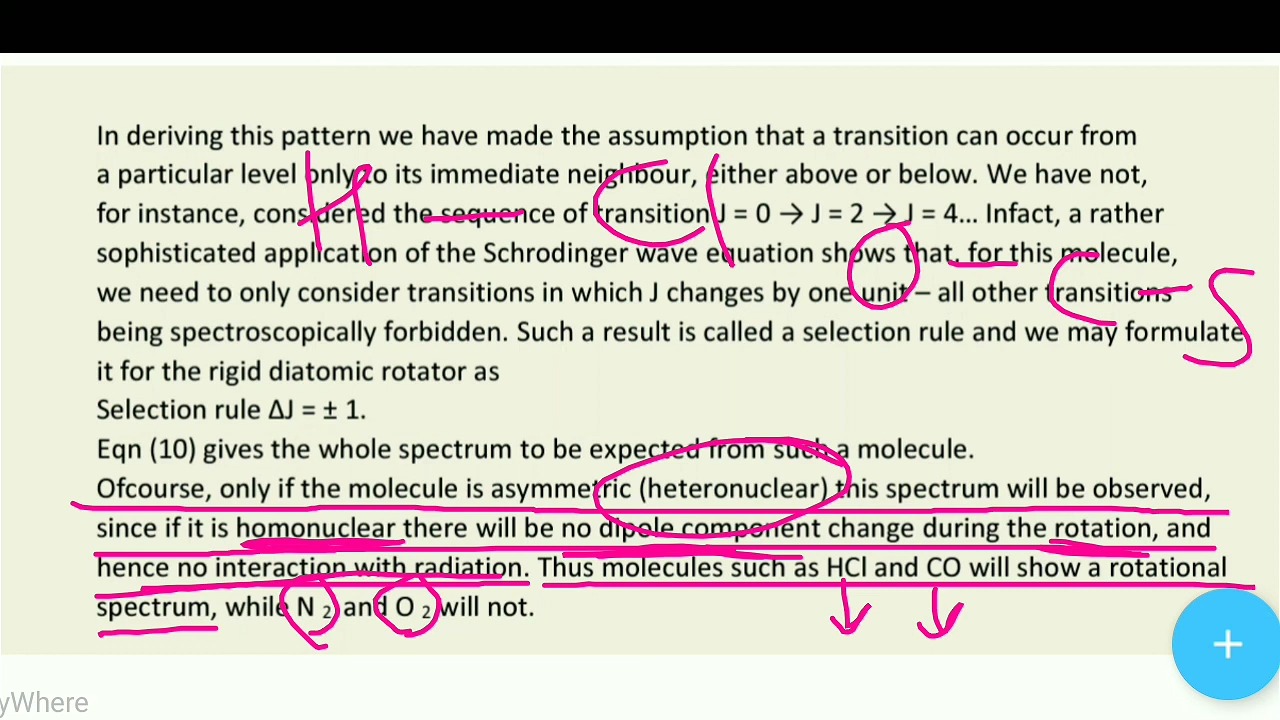 In deriving this pattern we have made the assumption that a transition can occur from
a particular level only to its immediate neighbour, either above or below. We have not,
for instance, considered the sequence of transition J = 0 → J = 2 → J = 4... Infact, a rather
sophisticated application of the Schrodinger wave equation shows that, for this molecule,
we need to only consider transitions in which J changes by one unit – all other transitions
being spectroscopically forbidden. Such a result is called a selection rule and we may formulate
it for the rigid diatomic rotator as
Selection rule ΔJ = ± 1.
Eqn (10) gives the whole spectrum to be expected from such a molecule.
Ofcourse, only if the molecule is asymmetric (heteronuclear) this spectrum will be observed,
since if it is homonuclear there will be no dipole component change during the rotation, and
hence no interaction with radiation. Thus molecules such as HCl and CO will show a rotational
spectrum, while N 2 and O 2 will not.
H — Cl
O — C — S
yWhere